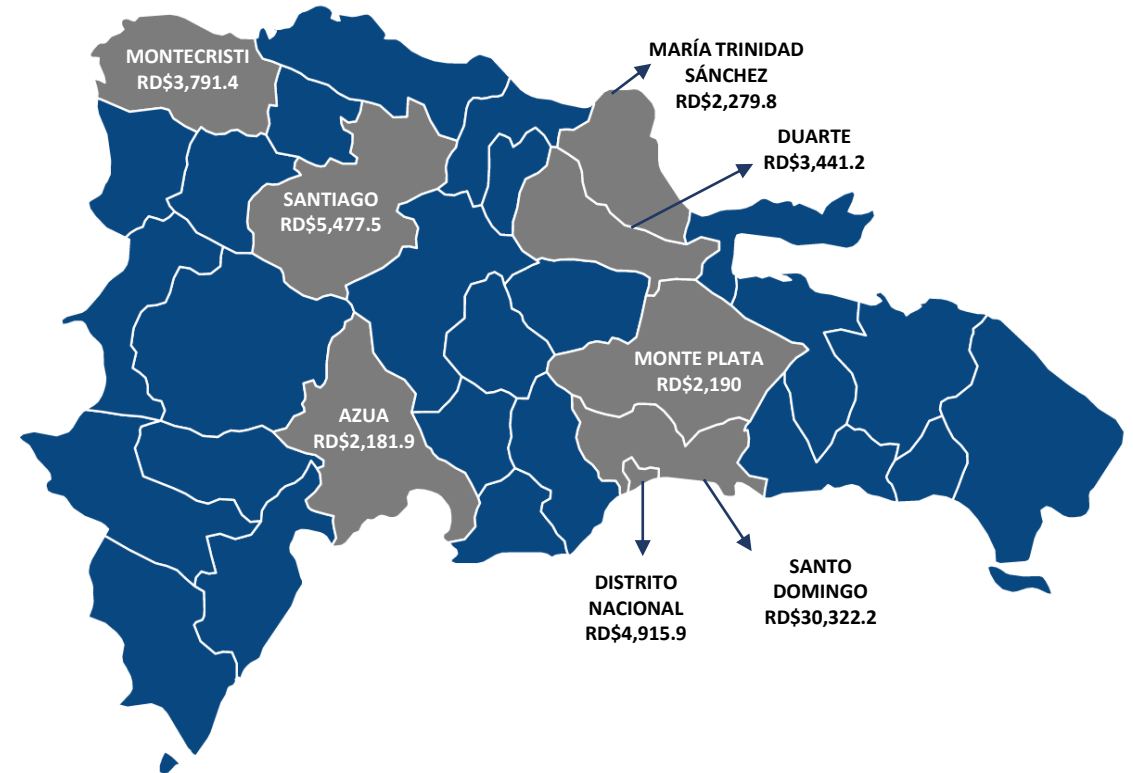 MONTECRISTI
RD$3,791.4
MARÍA TRINIDAD
SÁNCHEZ
RD$2,279.8
DUARTE
RD$3,441.2
SANTIAGO
RD$5,477.5
MONTE PLATA
RD$2,190
AZUA
RD$2,181.9
DISTRITO
NACIONAL
RD$4,915.9
SANTO
DOMINGO
RD$30,322.2